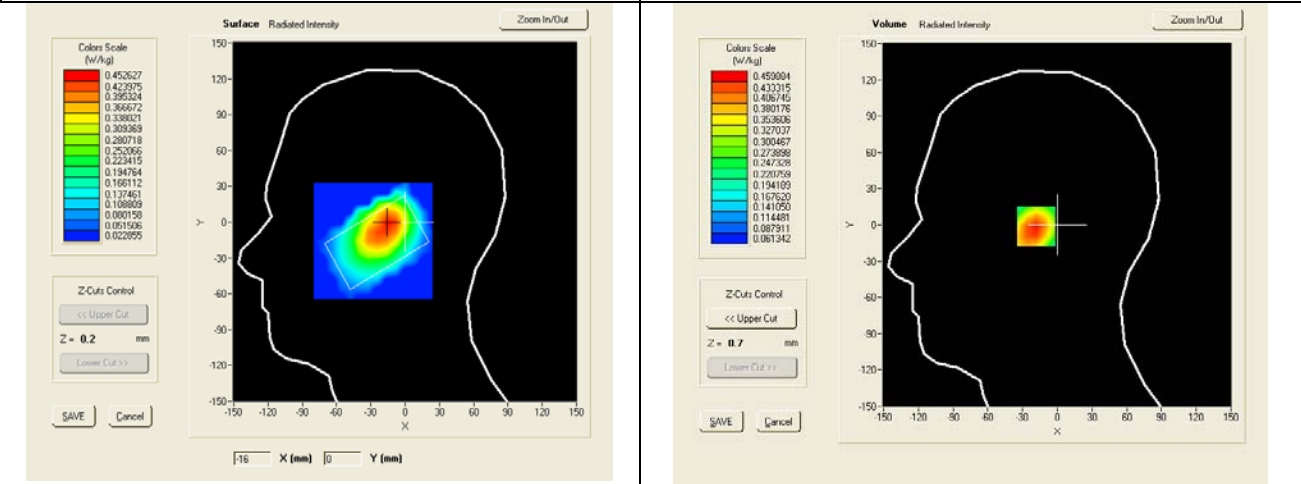 Surface Radiated Intensity
Zoom In/Out
Colors Scale
(W/kg)
0.452627
0.423975
0.395324
0.366672
0.338021
0.309369
0.280718
0.252066
0.223415
0.194764
0.166112
0.137461
0.108809
0.080158
0.051506
0.022855
Z-Cuts Control
<< Upper Cut
Z = 0.2 mm
Lower Cut >>
SAVE Cancel
150
120
90
60
30
0
-30
-60
-90
-120
-150
Y
-150 -120 -90 -60 -30 0 30 60 90 120 150
X
-16 X (mm) 0 Y (mm)
Volume Radiated Intensity
Zoom In/Out
Colors Scale
(W/kg)
0.459884
0.433315
0.406745
0.380176
0.353606
0.327037
0.300467
0.273898
0.247328
0.220759
0.194189
0.167620
0.141050
0.114481
0.087911
0.061342
Z-Cuts Control
<< Upper Cut
Z = 0.7 mm
Lower Cut >>
SAVE Cancel
150
120
90
60
30
0
-30
-60
-90
-120
-150
Y
-150 -120 -90 -60 -30 0 30 60 90 120 150
X